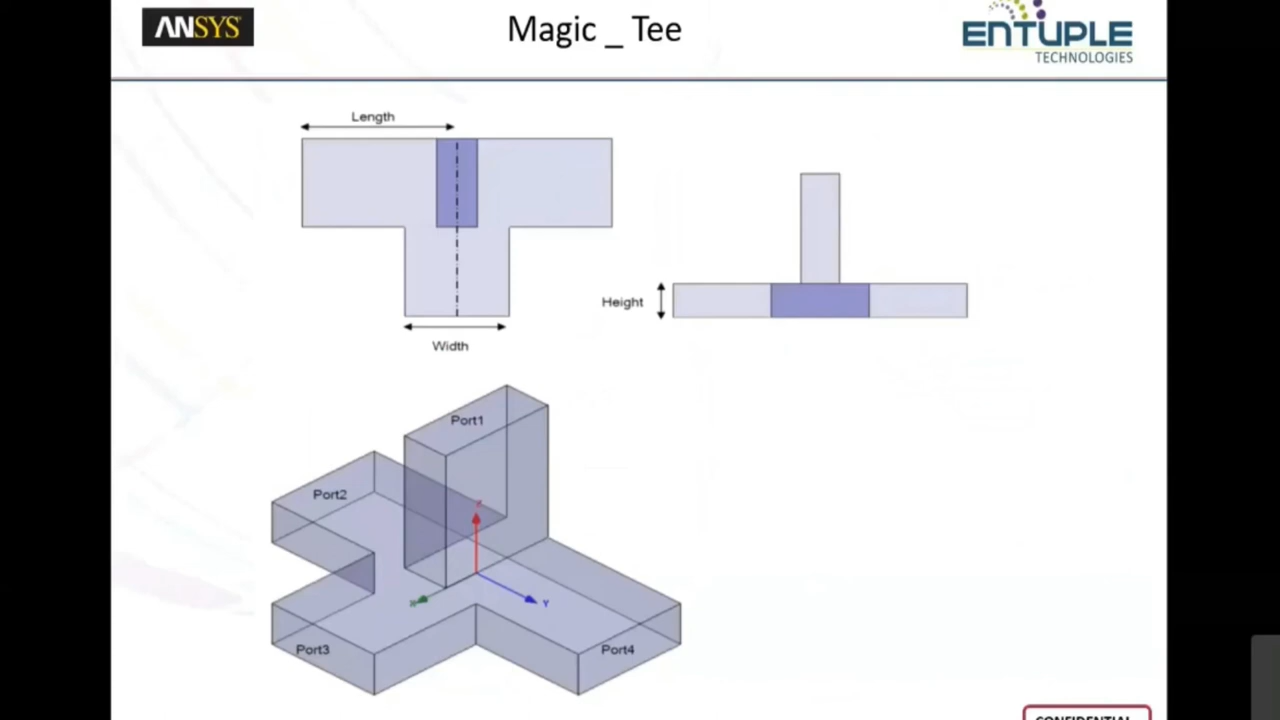 ANSYS
Magic _ Tee
ENTUPLE
TECHNOLOGIES
Length
Width
Height
Port1
Port2
Z
X
Y
Port3
Port4
CONFIDENTIAL